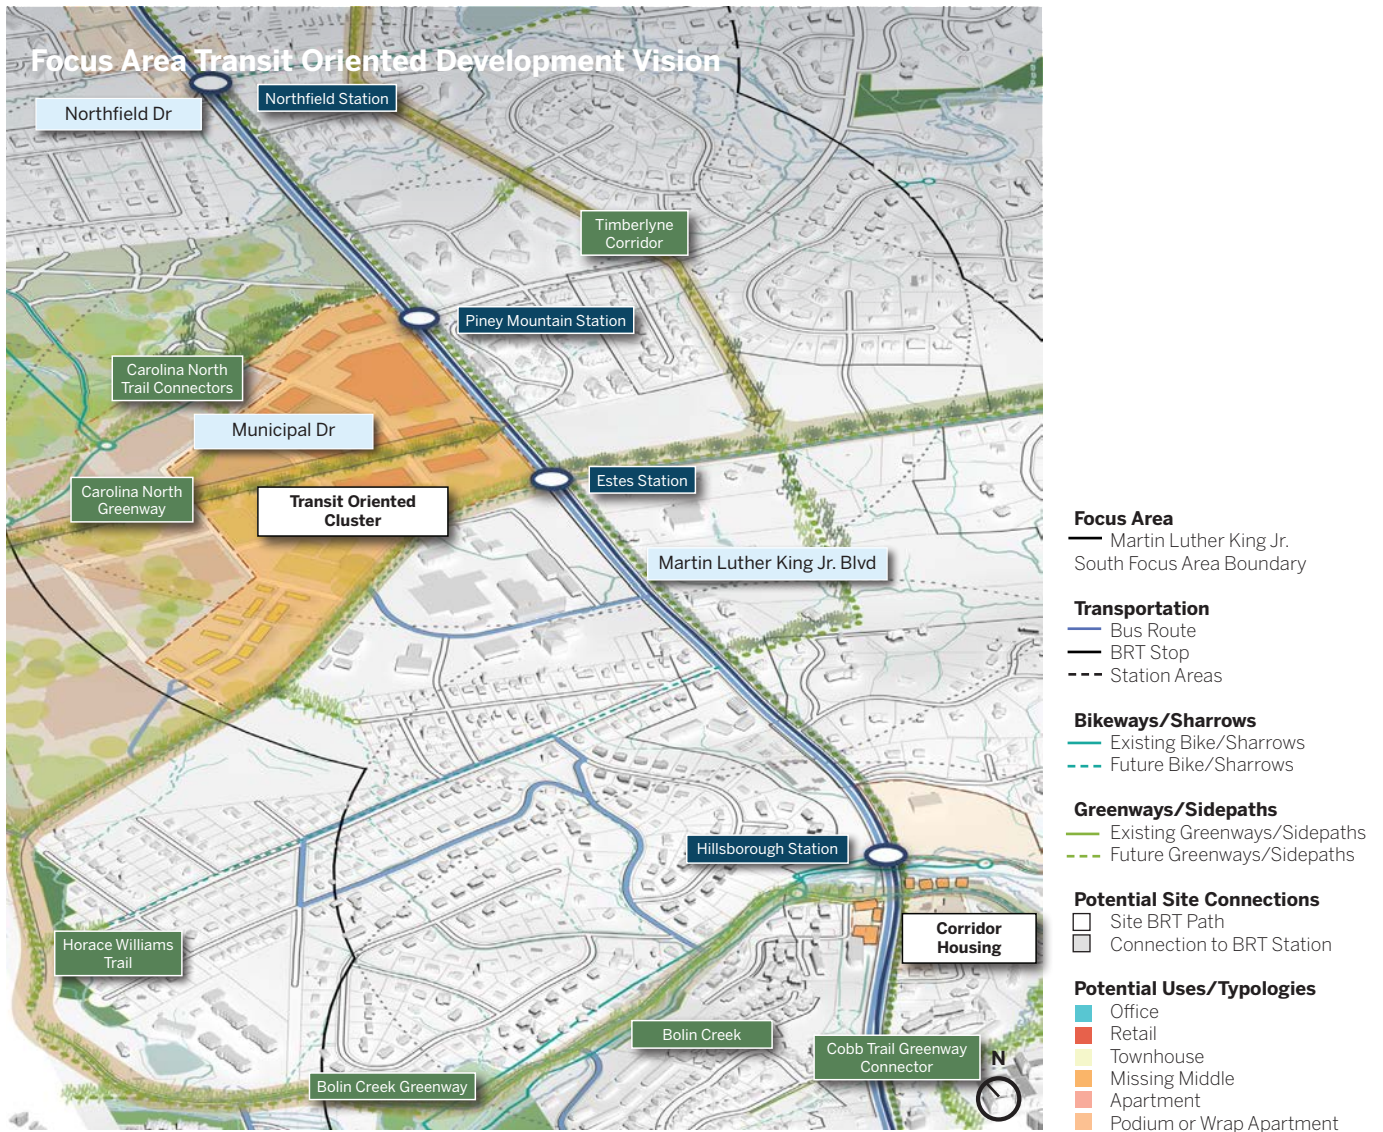 Focus Area Transit Oriented Development Vision
Northfield Station
Northfield Dr
Timberlyne
Corridor
Piney Mountain Station
Carolina North
Trail Connectors
Municipal Dr
Estes Station
Carolina North
Greenway
Transit Oriented
Cluster
Martin Luther King Jr. Blvd
Hillsborough Station
Corridor
Housing
Horace Williams
Trail
Bolin Creek
Cobb Trail Greenway
Connector
Bolin Creek Greenway
N
Focus Area
Martin Luther King Jr.
South Focus Area Boundary
Transportation
Bus Route
BRT Stop
Station Areas
Bikeways/Sharrows
Existing Bike/Sharrows
Future Bike/Sharrows
Greenways/Sidepaths
Existing Greenways/Sidepaths
Future Greenways/Sidepaths
Potential Site Connections
Site BRT Path
Connection to BRT Station
Potential Uses/Typologies
Office
Retail
Townhouse
Missing Middle
Apartment
Podium or Wrap Apartment